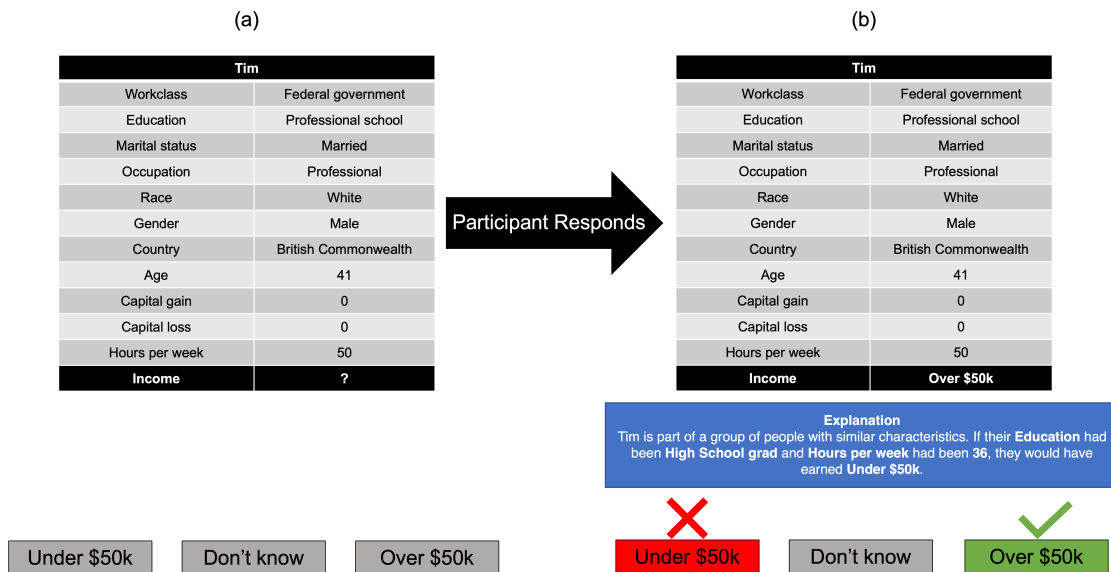 (a)
Tim
Workclass Federal government
Education Professional school
Marital status Married
Occupation Professional
Race White
Gender Male
Country British Commonwealth
Age 41
Capital gain 0
Capital loss 0
Hours per week 50
Income ?
Under $50k Don't know Over $50k
Participant Responds
(b)
Tim
Workclass Federal government
Education Professional school
Marital status Married
Occupation Professional
Race White
Gender Male
Country British Commonwealth
Age 41
Capital gain 0
Capital loss 0
Hours per week 50
Income Over $50k
Explanation
Tim is part of a group of people with similar characteristics. If their Education had
been High School grad and Hours per week had been 36, they would have
earned Under $50k.
Under $50k Don't know Over $50k